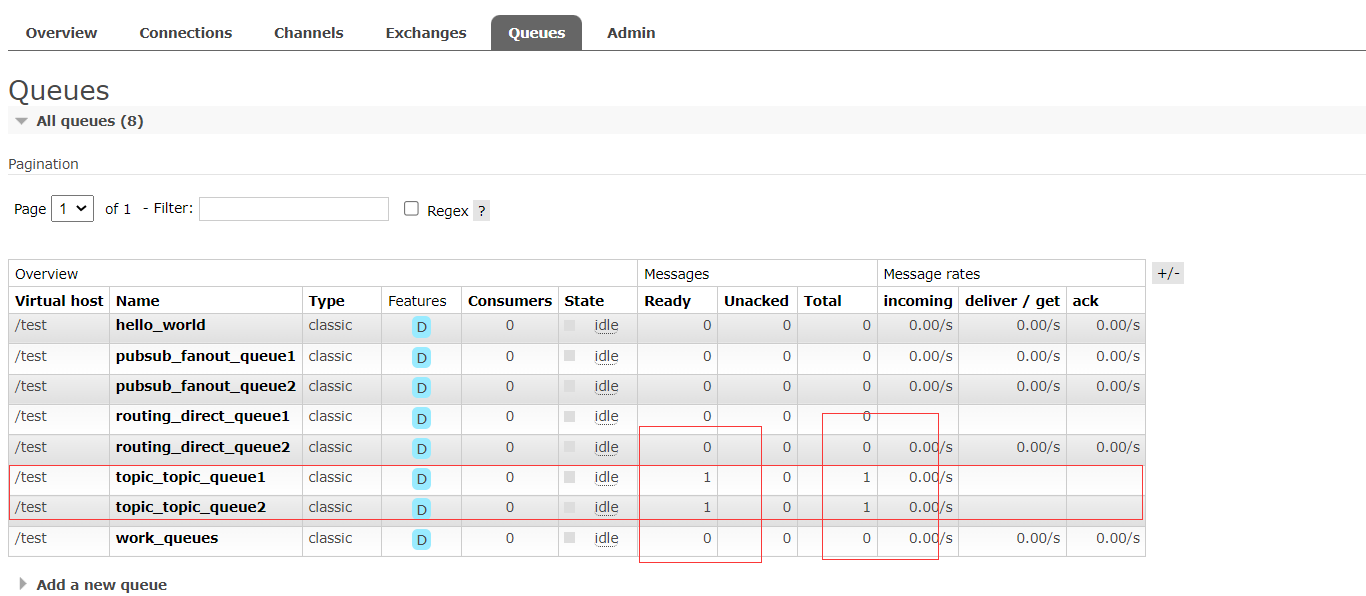 Overview Connections Channels Exchanges Queues Admin
Queues
All queues (8)
Pagination
Page 1 of 1 - Filter: Regex ?
Overview Messages Message rates +/-
Virtual host Name Type Features Consumers State Ready Unacked Total incoming deliver / get ack
/test hello_world classic D 0 idle 0 0 0 0.00/s 0.00/s 0.00/s
/test pubsub_fanout_queue1 classic D 0 idle 0 0 0 0.00/s 0.00/s 0.00/s
/test pubsub_fanout_queue2 classic D 0 idle 0 0 0 0.00/s 0.00/s 0.00/s
/test routing_direct_queue1 classic D 0 idle 0 0 0
/test routing_direct_queue2 classic D 0 idle 0 0 0 0.00/s 0.00/s 0.00/s
/test topic_topic_queue1 classic D 0 idle 1 0 1 0.00/s
/test topic_topic_queue2 classic D 0 idle 1 0 1 0.00/s
/test work_queues classic D 0 idle 0 0 0 0.00/s 0.00/s 0.00/s
Add a new queue